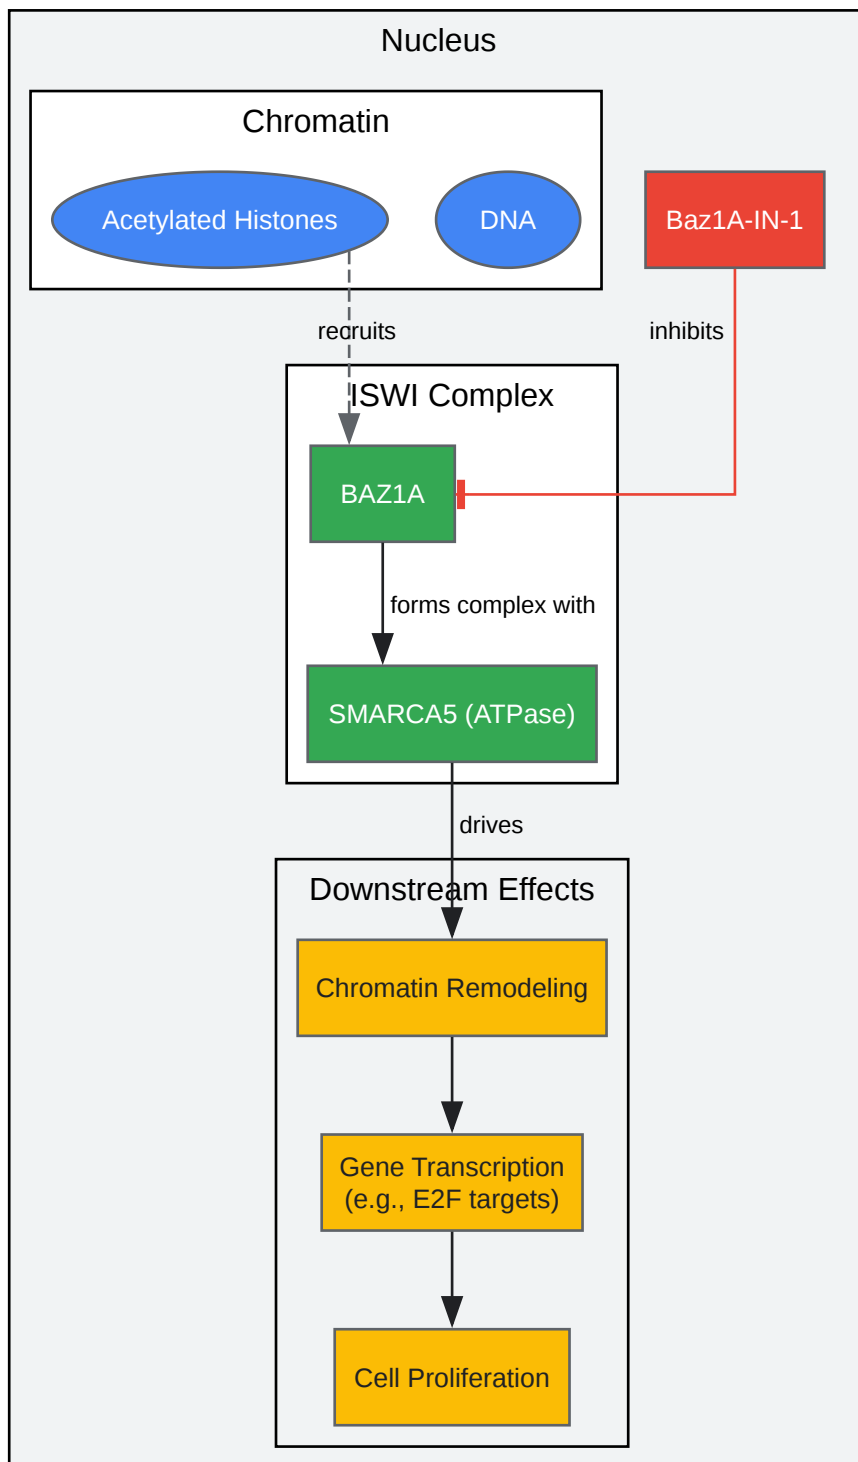 Nucleus
Chromatin
Acetylated Histones
DNA
Baz1A-IN-1
recruits
inhibits
ISWI Complex
BAZ1A
forms complex with
SMARCA5 (ATPase)
drives
Downstream Effects
Chromatin Remodeling
Gene Transcription
(e.g., E2F targets)
Cell Proliferation